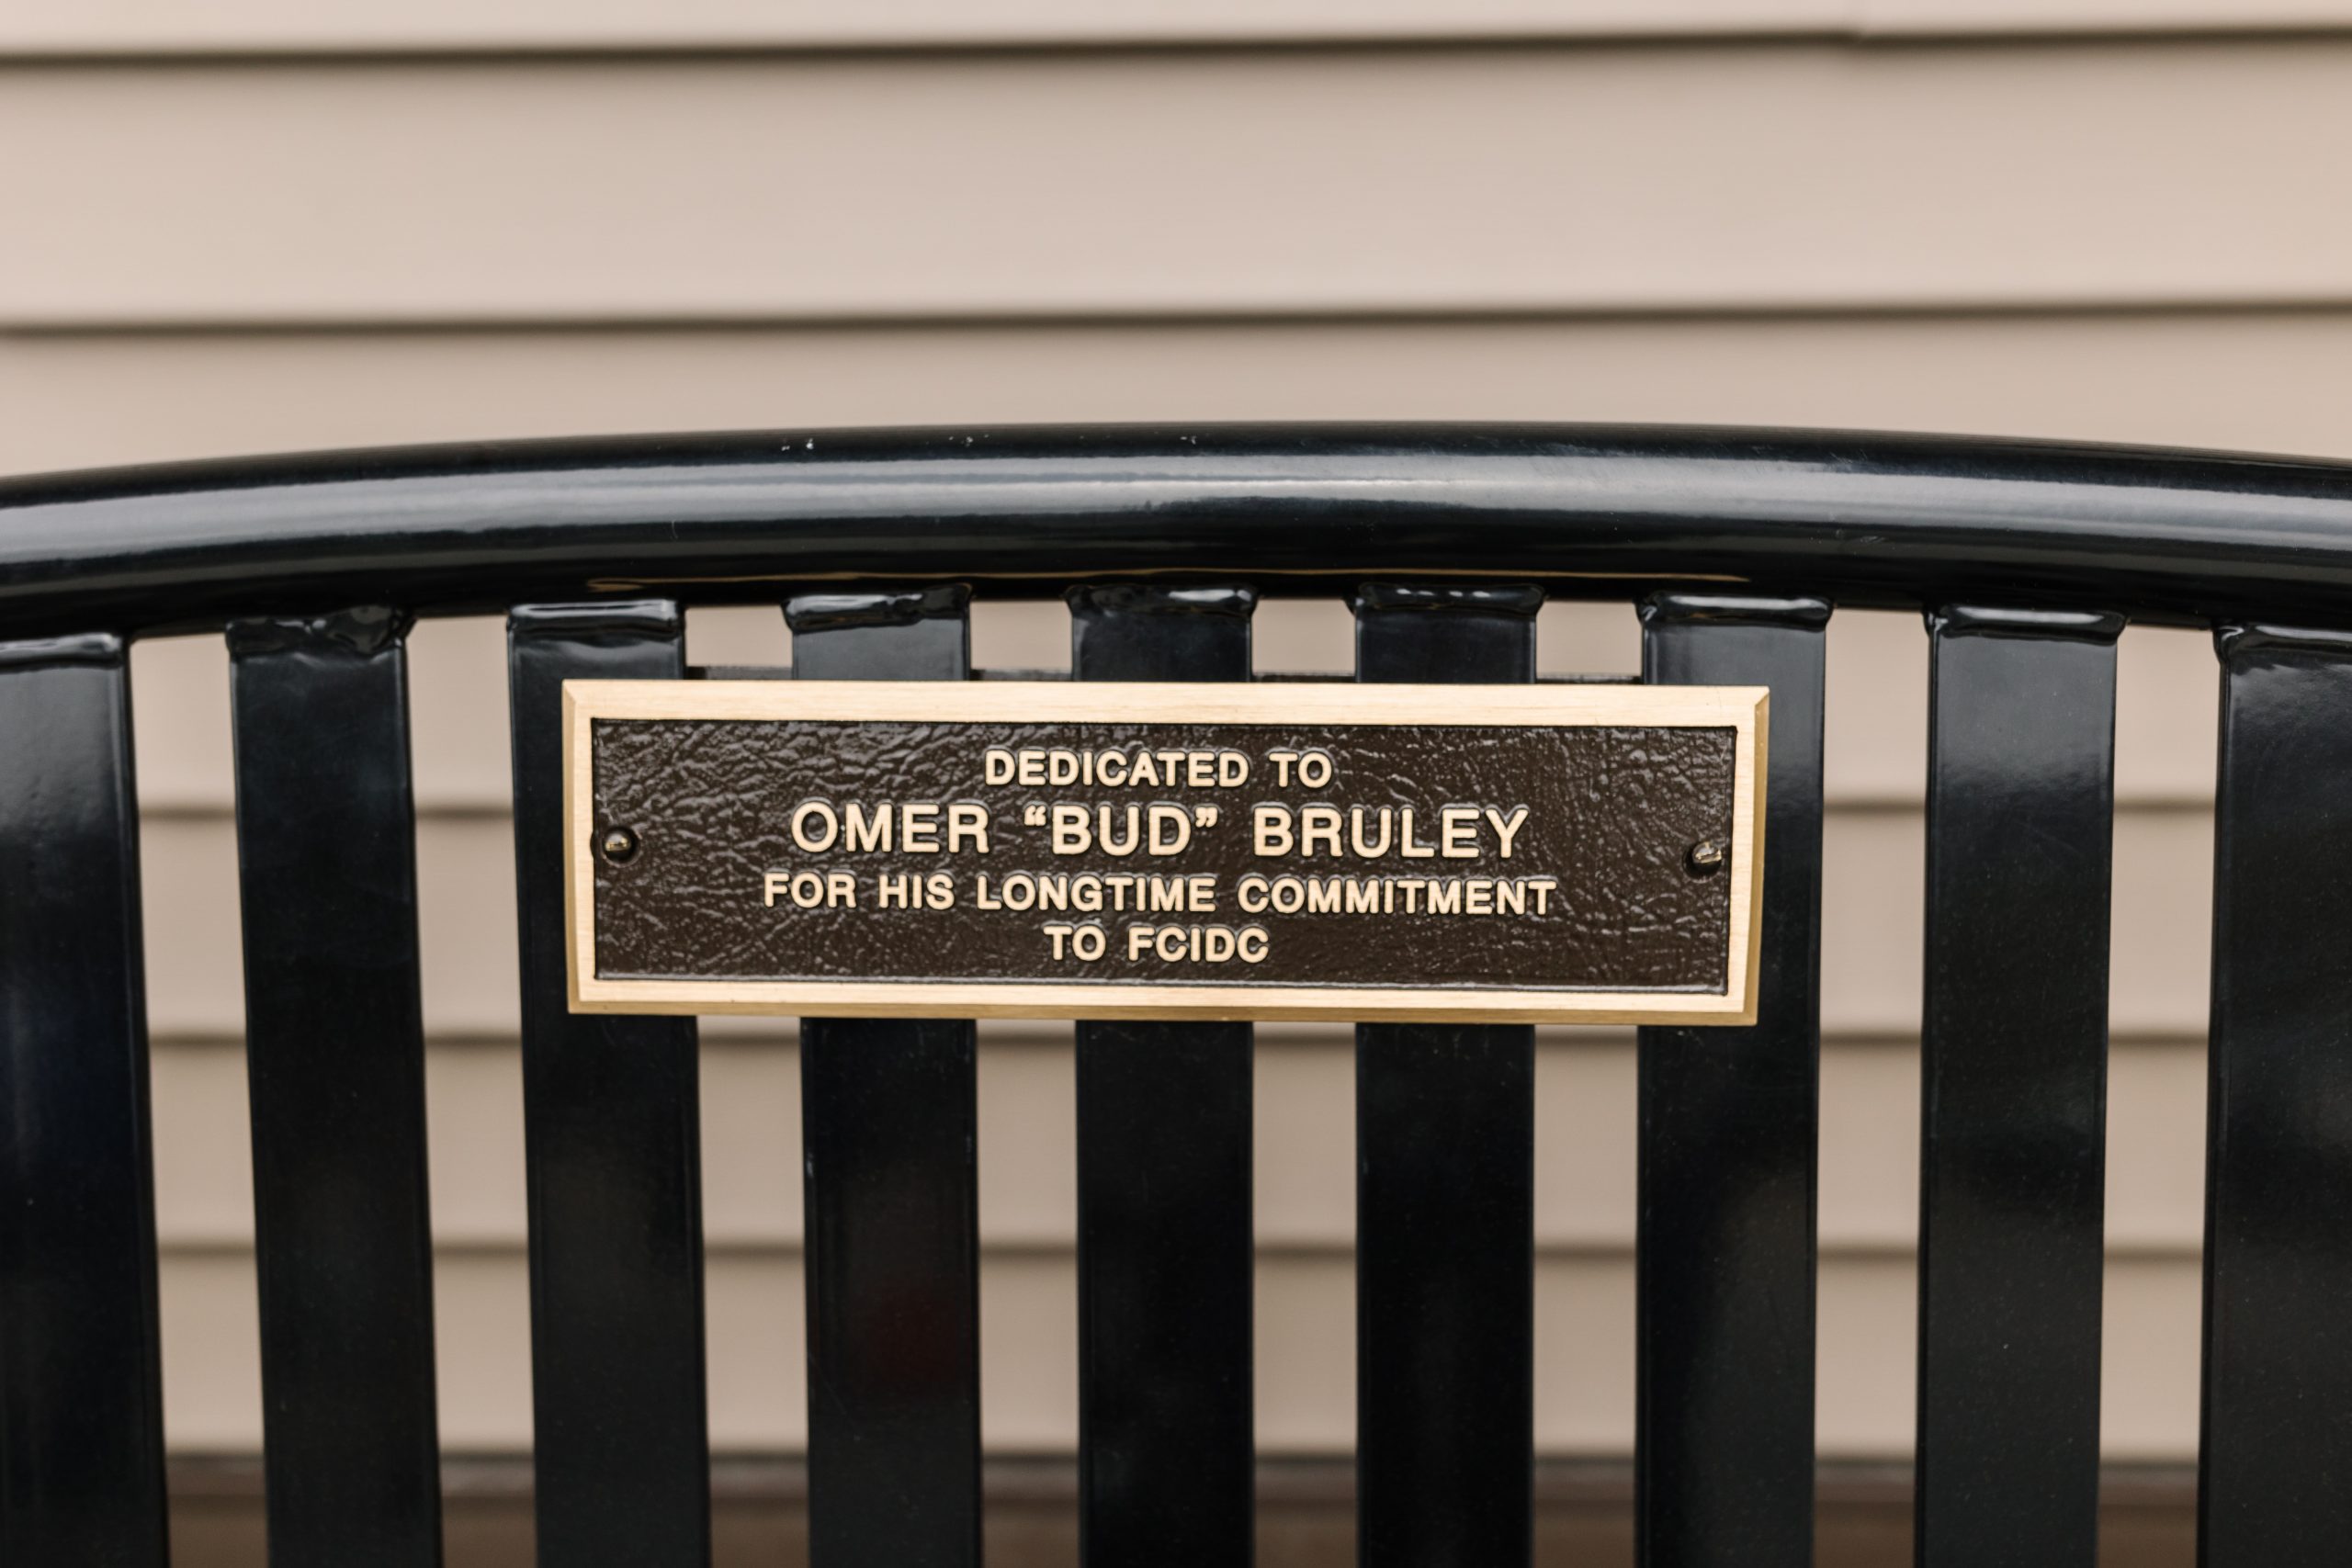 DEDICATED TO
OMER “BUD” BRULEY
FOR HIS LONGTIME COMMITMENT
TO FCIDC